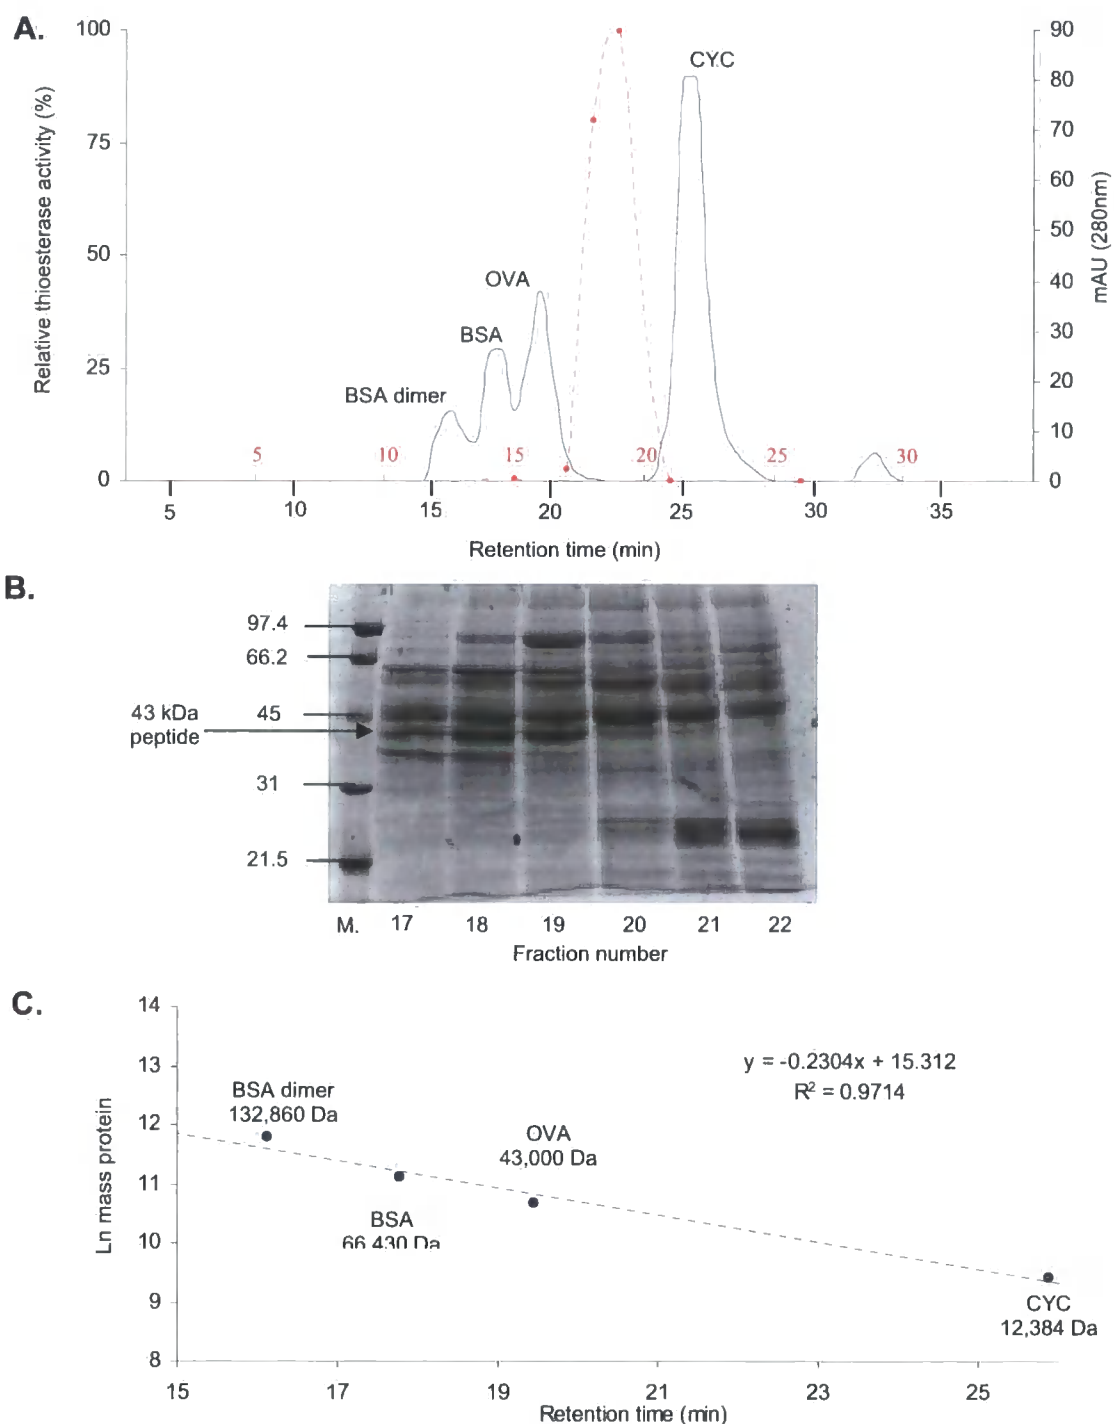 A.
100
75
50
25
0
Relative thioesterase activity (%)
90
80
70
60
50
40
30
20
10
0
mAU (280nm)
CYC
OVA
BSA
BSA dimer
5 10 15 20 25 30
5 10 15 20 25 30 35
Retention time (min)
B.
97.4
66.2
45
43 kDa
peptide
31
21.5
M. 17 18 19 20 21 22
Fraction number
C.
14
13
12
11
10
9
8
Ln mass protein
y = -0.2304x + 15.312
R² = 0.9714
BSA dimer
132,860 Da
OVA
43,000 Da
BSA
66 430 Da
CYC
12,384 Da
15 17 19 21 23 25
Retention time (min)